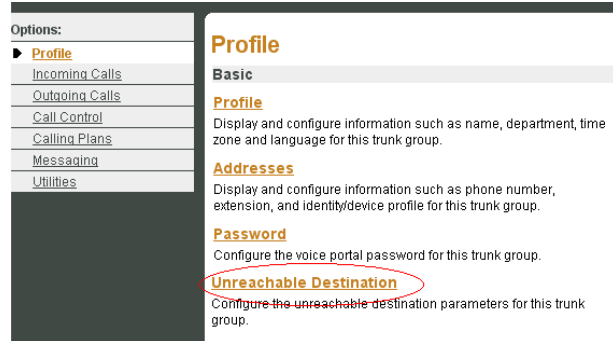 Options:
Profile
Incoming Calls
Outgoing Calls
Call Control
Calling Plans
Messaging
Utilities
Profile
Basic
Profile
Display and configure information such as name, department, time
zone and language for this trunk group.
Addresses
Display and configure information such as phone number,
extension, and identity/device profile for this trunk group.
Password
Configure the voice portal password for this trunk group.
Unreachable Destination
Configure the unreachable destination parameters for this trunk
group.